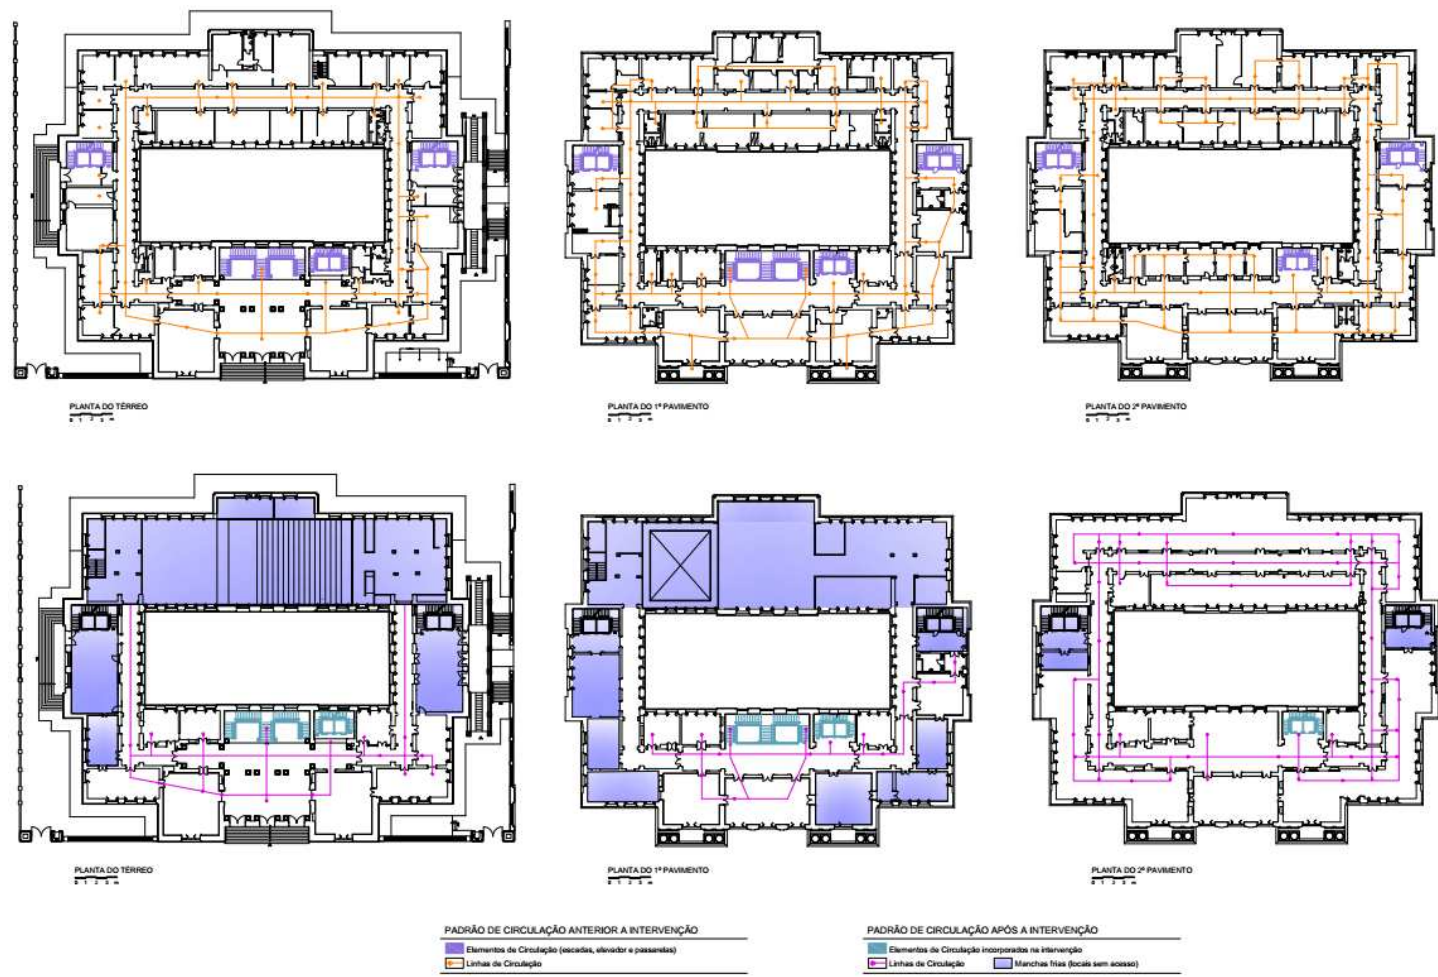 PLANTA DO TÉRREO
PLANTA DO 1º PAVIMENTO
PLANTA DO 2º PAVIMENTO
PLANTA DO TÉRREO
PLANTA DO 1º PAVIMENTO
PLANTA DO 2º PAVIMENTO
PADRÃO DE CIRCULAÇÃO ANTERIOR A INTERVENÇÃO
Elementos de Circulação (escadas, elevador e passarelas)
Linhas de Circulação
PADRÃO DE CIRCULAÇÃO APÓS A INTERVENÇÃO
Elementos de Circulação incorporados na intervenção
Linhas de Circulação
Manchas frias (locais sem acesso)